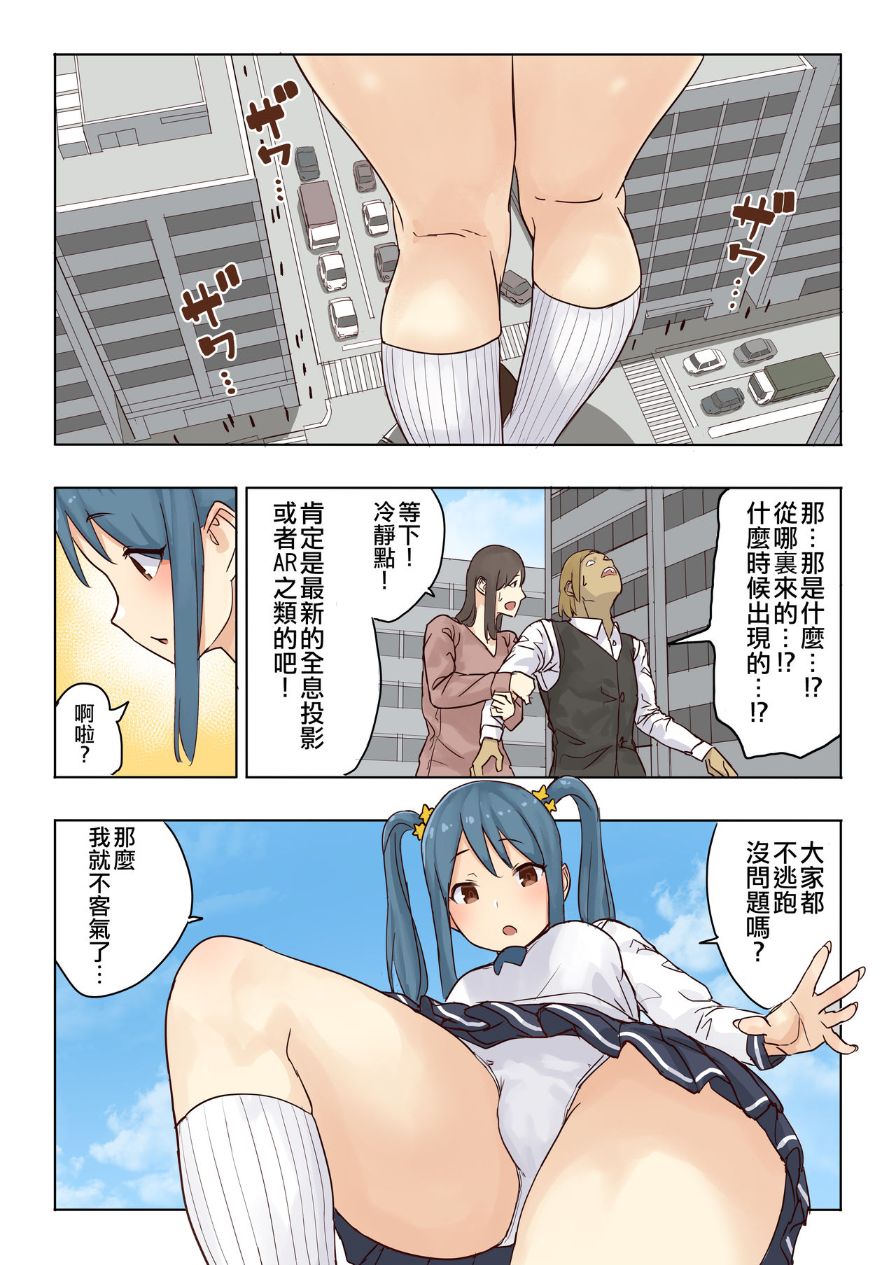 ザワ…
ザワ…
ザワ…
那…那是什麼…!?
從哪裏來的…!?
什麼時候出現的…!?
等下！
冷靜點！
肯定是最新的全息投影
或者AR之類的吧！
啊啦？
大家都
不逃跑
沒問題嗎？
那麼
我就不客氣了…